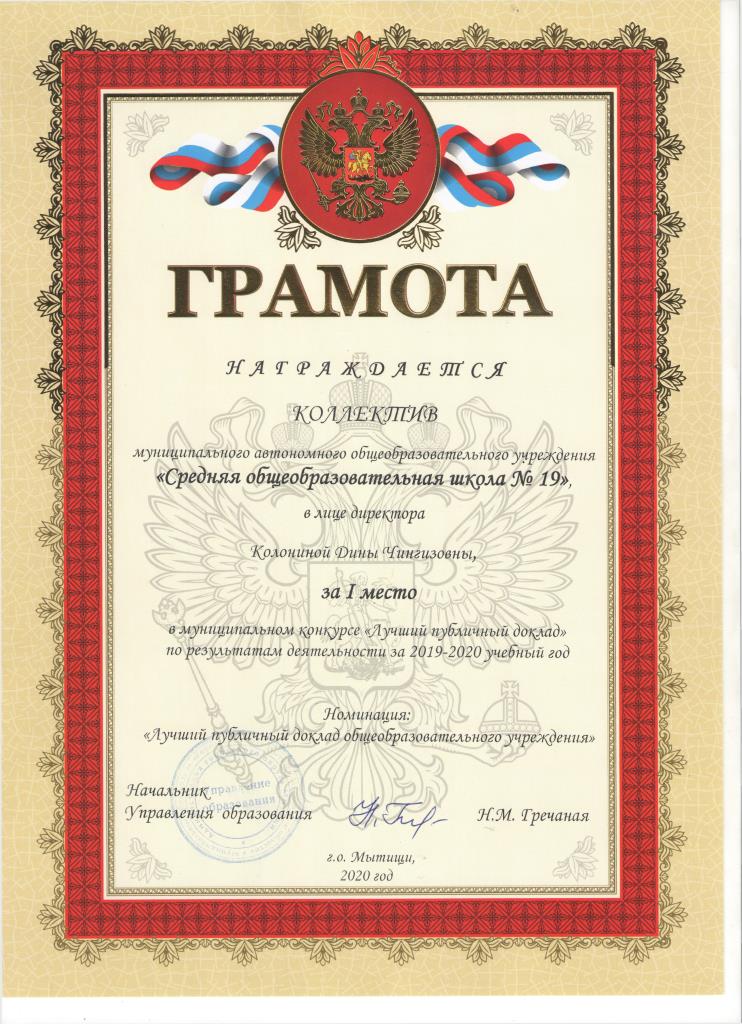 ГРАМОТА
НАГРАЖДАЕТСЯ
КОЛЛЕКТИВ
муниципального автономного общеобразовательного учреждения
«Средняя общеобразовательная школа № 19»,
в лице директора
Колониной Дины Чингизовны,
за I место
в муниципальном конкурсе «Лучший публичный доклад»
по результатам деятельности за 2019-2020 учебный год
Номинация:
«Лучший публичный доклад общеобразовательного учреждения»
Начальник
Управления образования
Н.М. Гречаная
Управление
образования
г.о. Мытищи,
2020 год